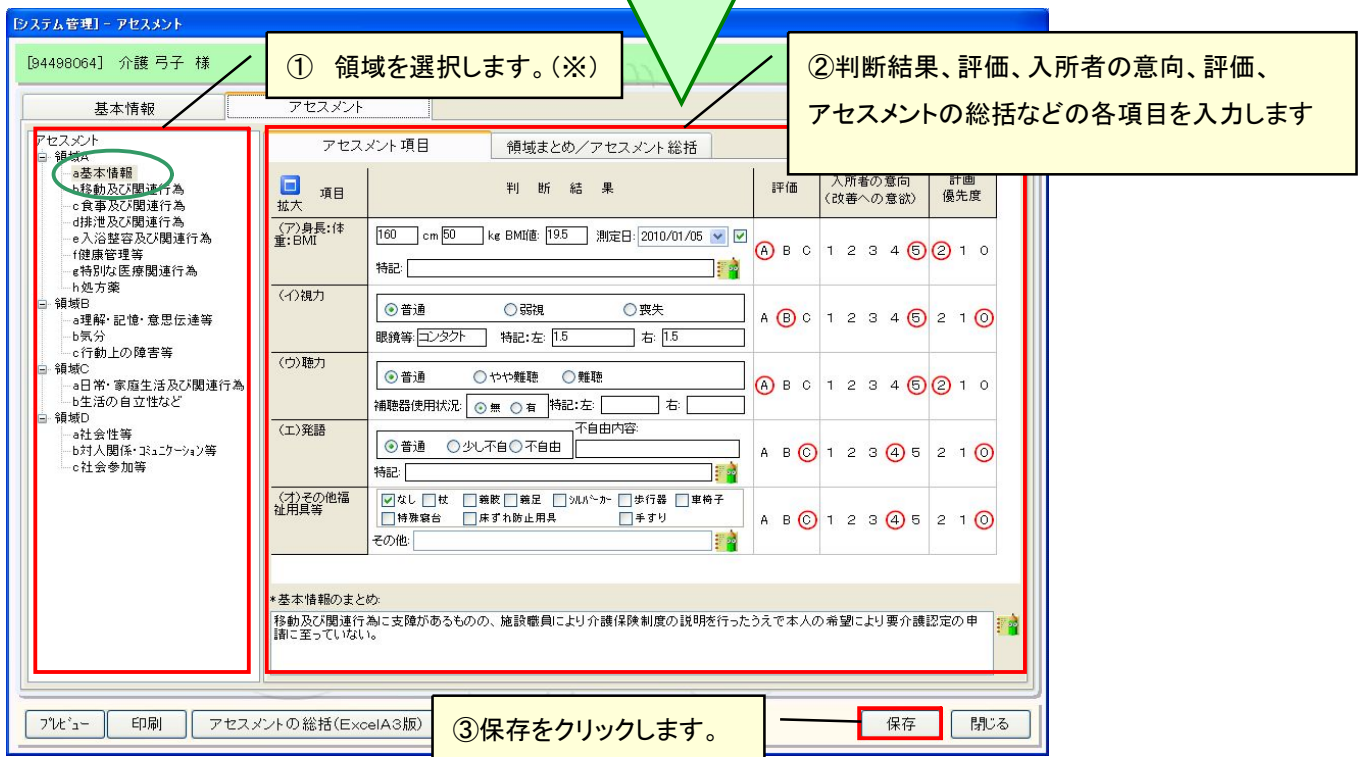 [システム管理] - アセスメント
[94498064] 介護 弓子 様
① 領域を選択します。(※)
②判断結果、評価、入所者の意向、評価、
アセスメントの総括などの各項目を入力します
基本情報
アセスメント
アセスメント
領域A
a基本情報
b移動及び関連行為
c食事及び関連行為
d排泄及び関連行為
e入浴整容及び関連行為
f健康管理等
g特別な医療関連行為
h処方薬
領域B
a理解・記憶・意思伝達等
b気分
c行動上の障害等
領域C
a日常・家庭生活及び関連行為
b生活の自立性など
領域D
a社会性等
b対人関係・コミュニケーション等
c社会参加等
アセスメント項目
領域まとめ/アセスメント総括
拡大
項目
判 断 結 果
評価
入所者の意向
(改善への意欲)
計画
優先度
(ア)身長:体
重:BMI
160 cm 50 kg BMI値: 19.5 測定日: 2010/01/05
特記:
A B C 1 2 3 4 5 2 1 0
(イ)視力
普通 弱視 喪失
眼鏡等: コンタクト 特記:左: 1.5 右: 1.5
A B C 1 2 3 4 5 2 1 0
(ウ)聴力
普通 やや難聴 難聴
補聴器使用状況: 無 有 特記:左: 右:
A B C 1 2 3 4 5 2 1 0
(エ)発語
不自由内容:
普通 少し不自 不自由
特記:
A B C 1 2 3 4 5 2 1 0
(オ)その他福
祉用具等
なし 杖 義肢 義足 シルバーカー 歩行器 車椅子
特殊寝台 床ずれ防止用具 手すり
その他:
A B C 1 2 3 4 5 2 1 0
*基本情報のまとめ:
移動及び関連行為に支障があるものの、施設職員により介護保険制度の説明を行ったうえで本人の希望により要介護認定の申
請に至っていない。
プレビュー
印刷
アセスメントの総括(ExcelA3版)
③保存をクリックします。
保存
閉じる